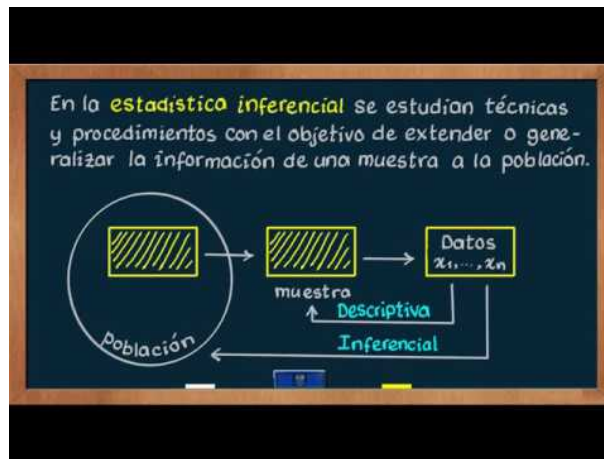 En la estadística inferencial se estudian técnicas
y procedimientos con el objetivo de extender o gene-
ralizar la información de una muestra a la población.
Datos
x₁,...,xₙ
muestra
Descriptiva
población
Inferencial